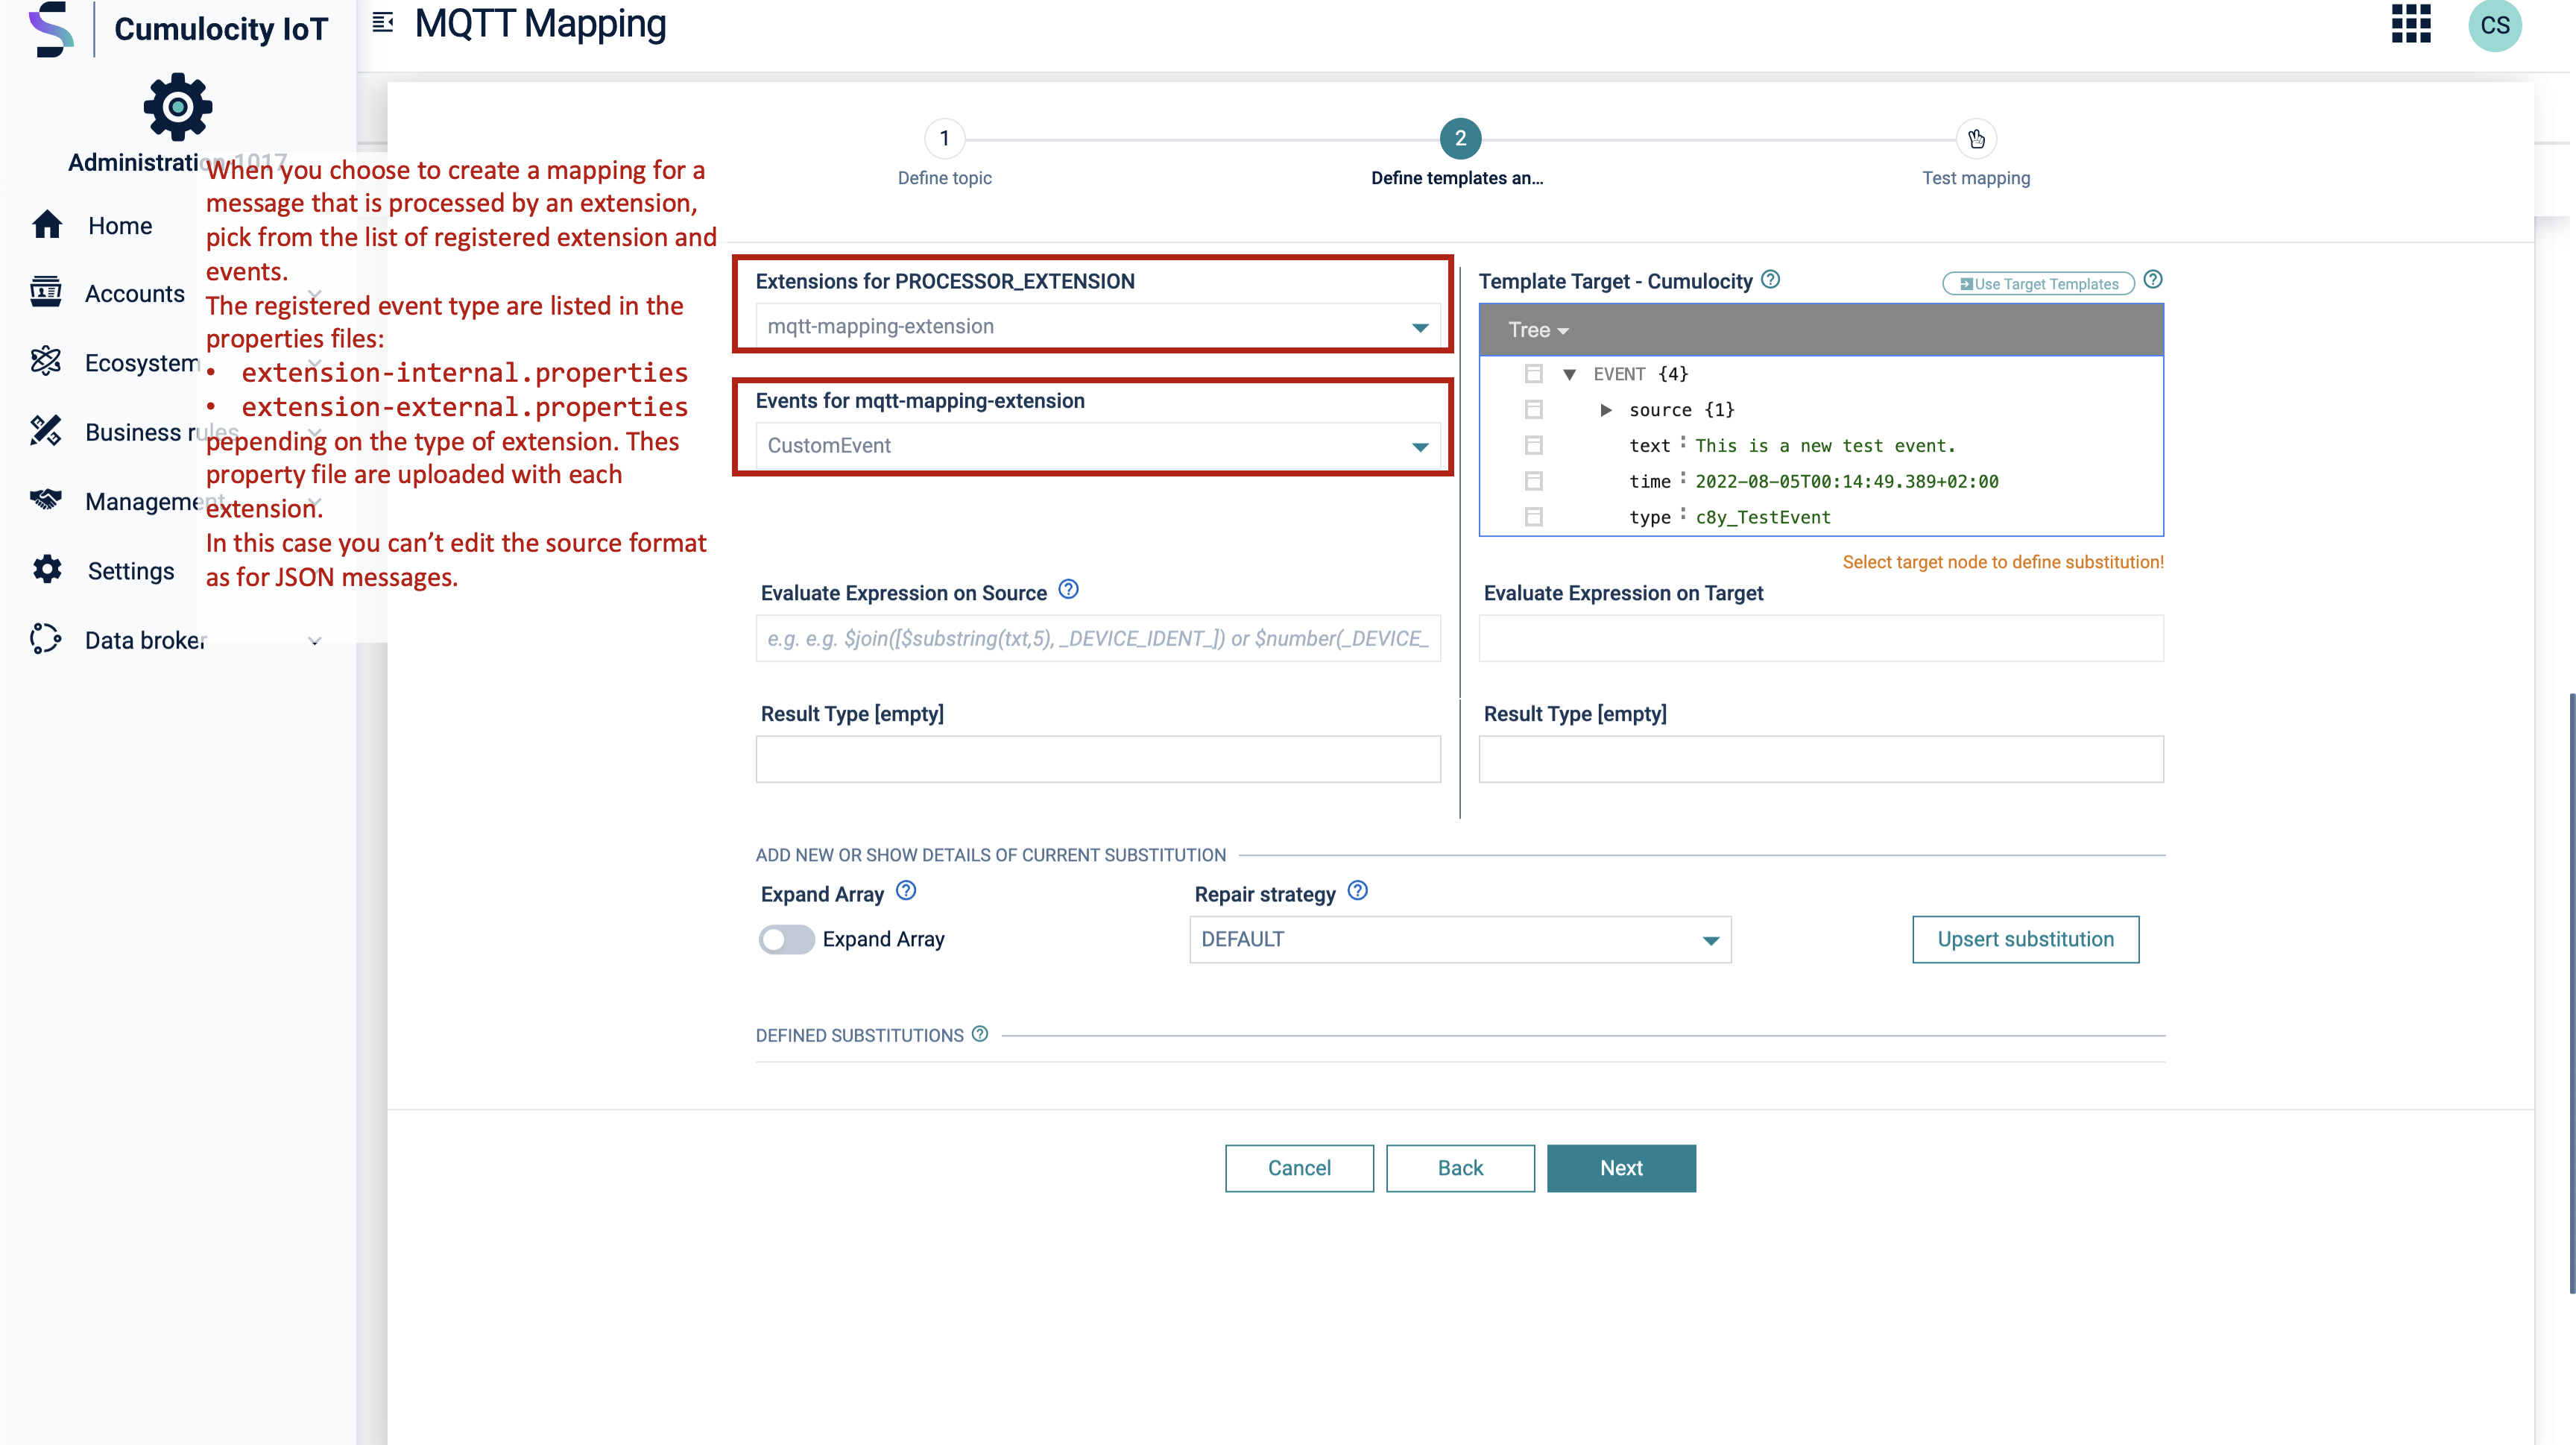 Cumulocity IoT
MQTT Mapping
CS
Administration 1017
Home
Accounts
Ecosystem
Business rules
Management
Settings
Data broker
When you choose to create a mapping for a
message that is processed by an extension,
pick from the list of registered extension and
events.
The registered event type are listed in the
properties files:
• extension-internal.properties
• extension-external.properties
pepending on the type of extension. Thes
property file are uploaded with each
extension.
In this case you can’t edit the source format
as for JSON messages.
1
Define topic
2
Define templates an...
Test mapping
Extensions for PROCESSOR_EXTENSION
mqtt-mapping-extension
Events for mqtt-mapping-extension
CustomEvent
Template Target - Cumulocity
Use Target Templates
Tree
EVENT {4}
source {1}
text : This is a new test event.
time : 2022-08-05T00:14:49.389+02:00
type : c8y_TestEvent
Select target node to define substitution!
Evaluate Expression on Source
e.g. e.g. $join([$substring(txt,5), _DEVICE_IDENT_]) or $number(_DEVICE_
Evaluate Expression on Target
Result Type [empty]
Result Type [empty]
ADD NEW OR SHOW DETAILS OF CURRENT SUBSTITUTION
Expand Array
Expand Array
Repair strategy
DEFAULT
Upsert substitution
DEFINED SUBSTITUTIONS
Cancel
Back
Next